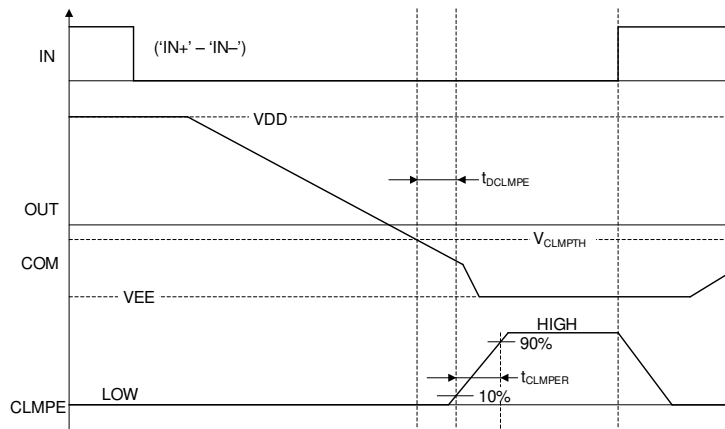 IN
('IN+' – 'IN–')
VDD
tDCLMPE
OUT
VCLMPTH
COM
VEE
HIGH
90%
tCLMPER
LOW
10%
CLMPE